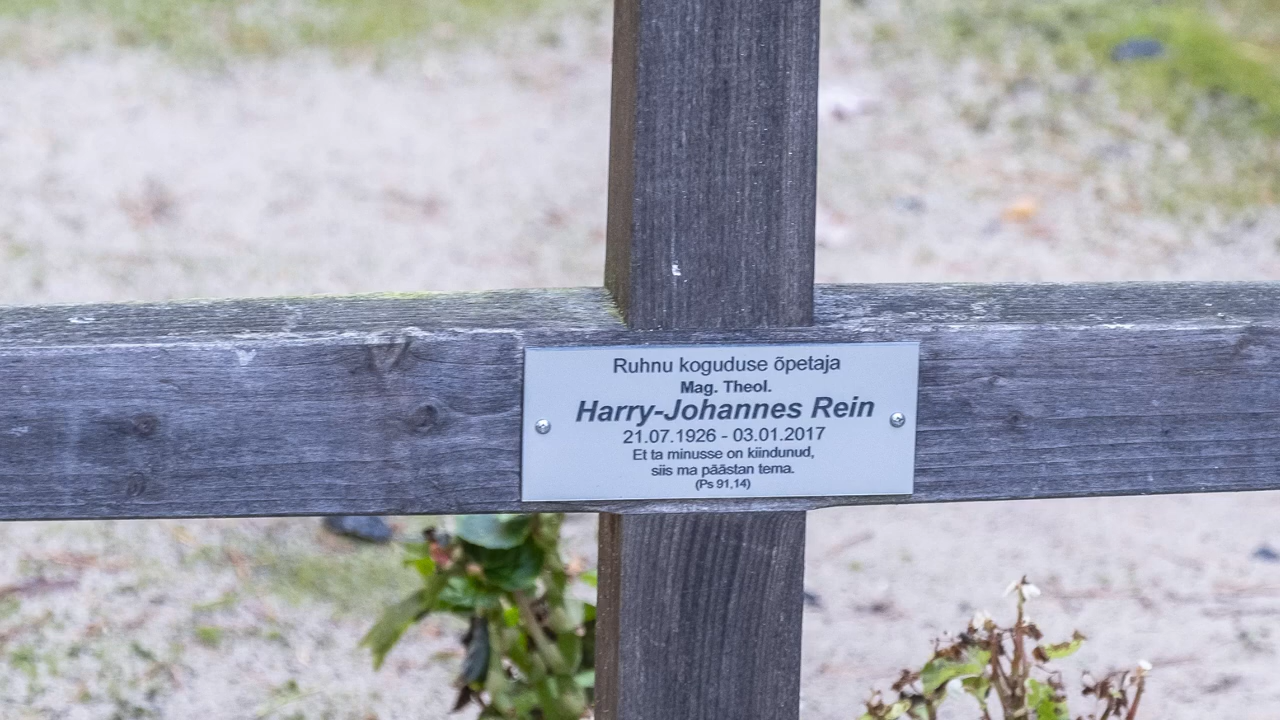 Ruhnu koguduse õpetaja
Mag. Theol.
Harry-Johannes Rein
21.07.1926 - 03.01.2017
Et ta minusse on kiindunud,
siis ma päästan tema.
(Ps 91,14)